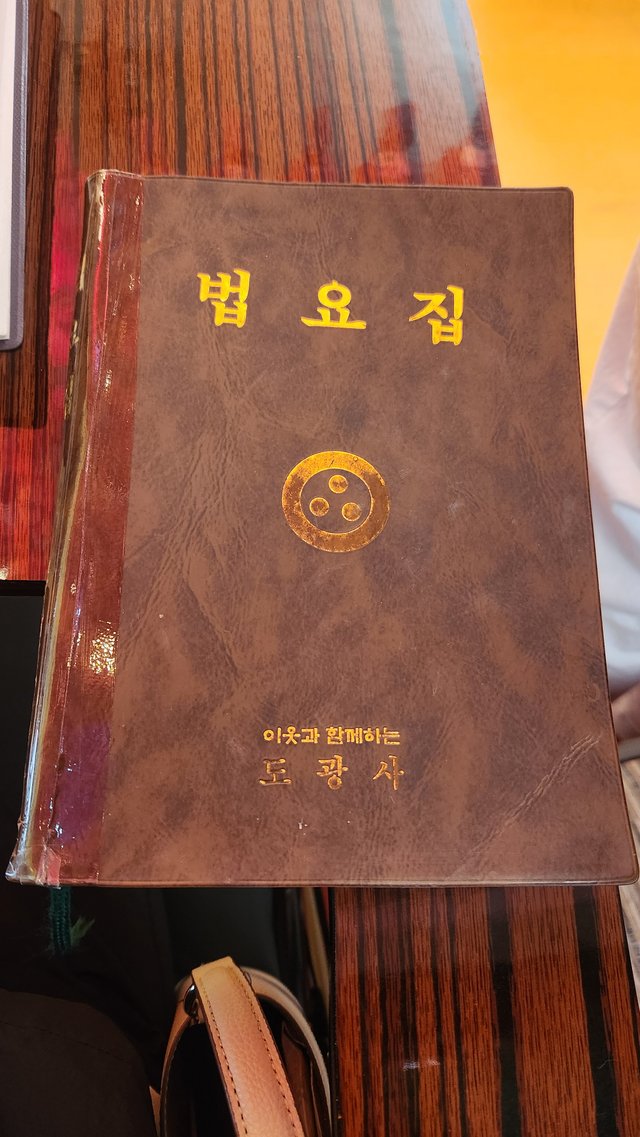 법 요 집
이웃과 함께하는
도 광 사